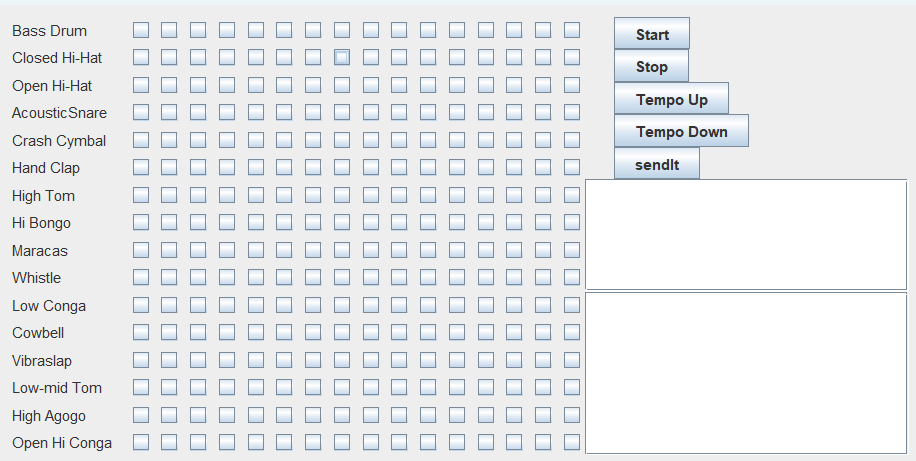 Bass Drum
Closed Hi-Hat
Open Hi-Hat
AcousticSnare
Crash Cymbal
Hand Clap
High Tom
Hi Bongo
Maracas
Whistle
Low Conga
Cowbell
Vibraslap
Low-mid Tom
High Agogo
Open Hi Conga
Start
Stop
Tempo Up
Tempo Down
sendIt